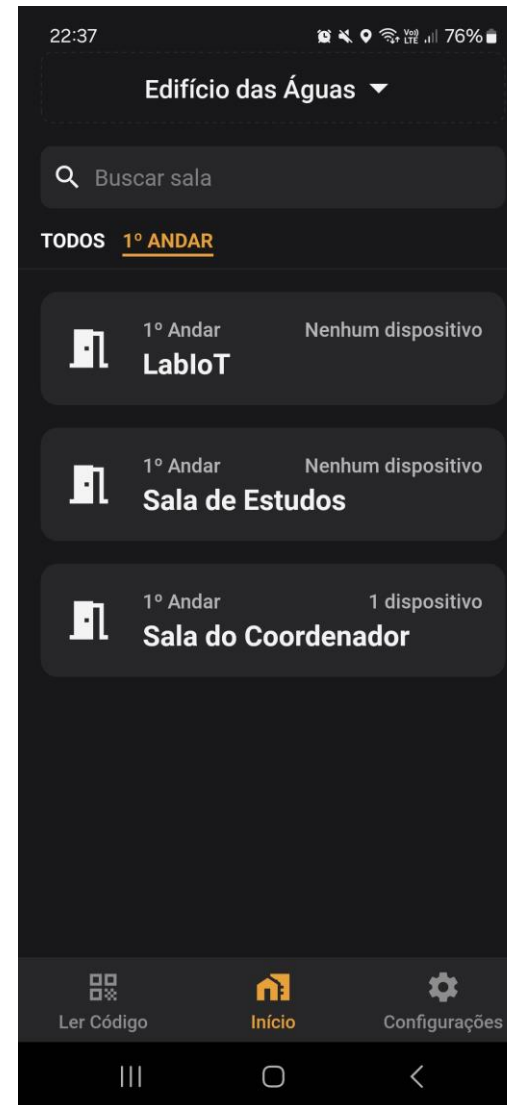 22:37 76%
Edifício das Águas
Buscar sala
TODOS 1º ANDAR
1º Andar Nenhum dispositivo
LabIoT
1º Andar Nenhum dispositivo
Sala de Estudos
1º Andar 1 dispositivo
Sala do Coordenador
Ler Código Início Configurações